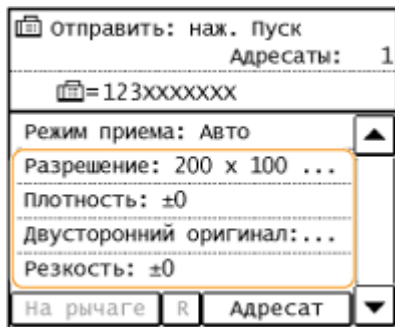 Отправить: наж. Пуск
Адресаты: 1
=123xxxxxxx
Режим приема: Авто
Разрешение: 200 x 100 ...
Плотность: ±0
Двусторонний оригинал:...
Резкость: ±0
На рычаге R Адресат